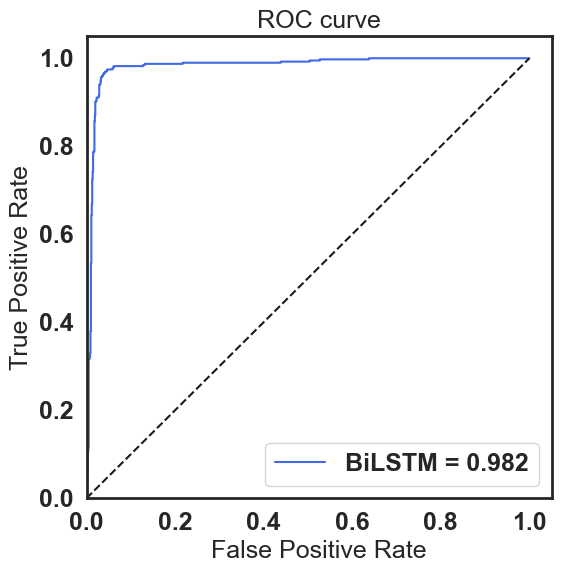 ROC curve
True Positive Rate
1.0
0.8
0.6
0.4
0.2
0.0
BiLSTM = 0.982
0.0 0.2 0.4 0.6 0.8 1.0
False Positive Rate